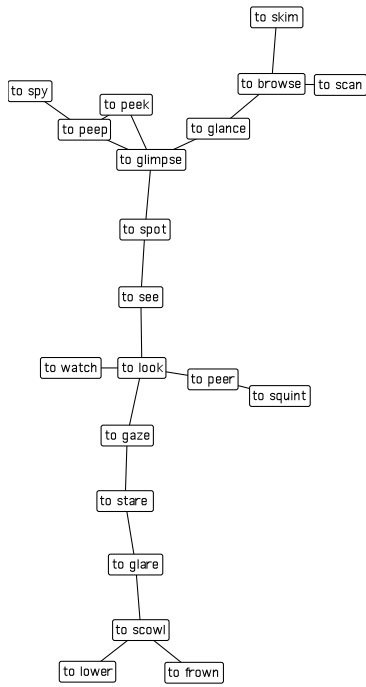 to skim
to browse
to scan
to spy
to peek
to peep
to glance
to glimpse
to spot
to see
to watch
to look
to peer
to squint
to gaze
to stare
to glare
to scowl
to lower
to frown